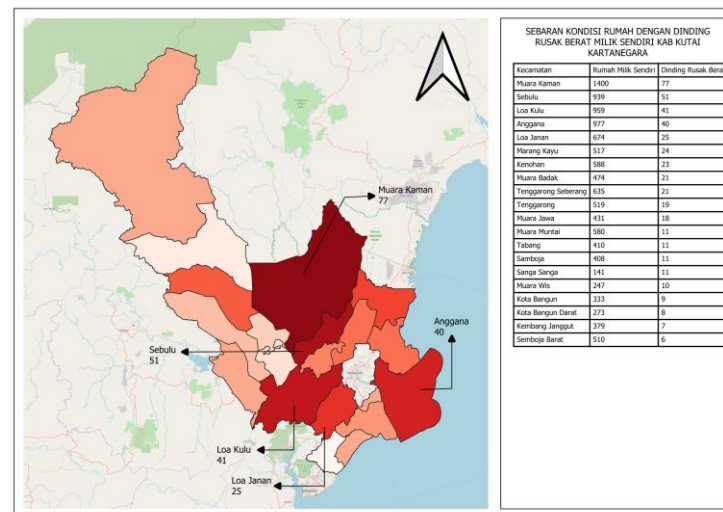 Muara Kaman
77
Anggana
40
Sebulu
51
Loa Kulu
41
Loa Janan
25
SEBARAN KONDISI RUMAH DENGAN DINDING
RUSAK BERAT MILIK SENDIRI KAB KUTAI
KARTANEGARA
Kecamatan Rumah Milik Sendiri Dinding Rusak Bera
Muara Kaman 1400 77
Sebulu 939 51
Loa Kulu 959 41
Anggana 977 40
Loa Janan 674 25
Marang Kayu 517 24
Kenohan 588 23
Muara Badak 474 21
Tenggarong Seberang 635 21
Tenggarong 519 19
Muara Jawa 431 18
Muara Muntai 580 11
Tabang 410 11
Samboja 408 11
Sanga Sanga 141 11
Muara Wis 247 10
Kota Bangun 333 9
Kota Bangun Darat 273 8
Kembang Janggut 379 7
Semboja Barat 510 6